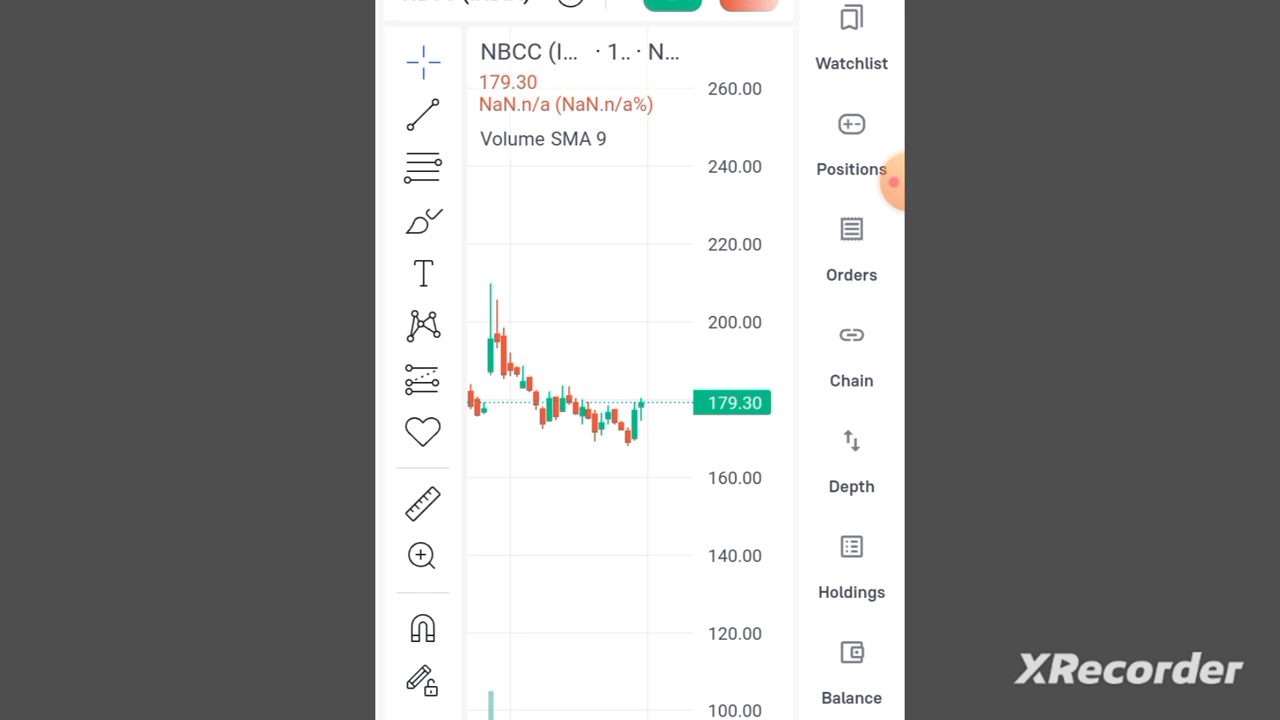 NBCC (I... · 1.. · N...
179.30
NaN.n/a (NaN.n/a%)
Volume SMA 9
260.00
240.00
220.00
200.00
179.30
160.00
140.00
120.00
100.00
Watchlist
Positions
Orders
Chain
Depth
Holdings
Balance
XRecorder